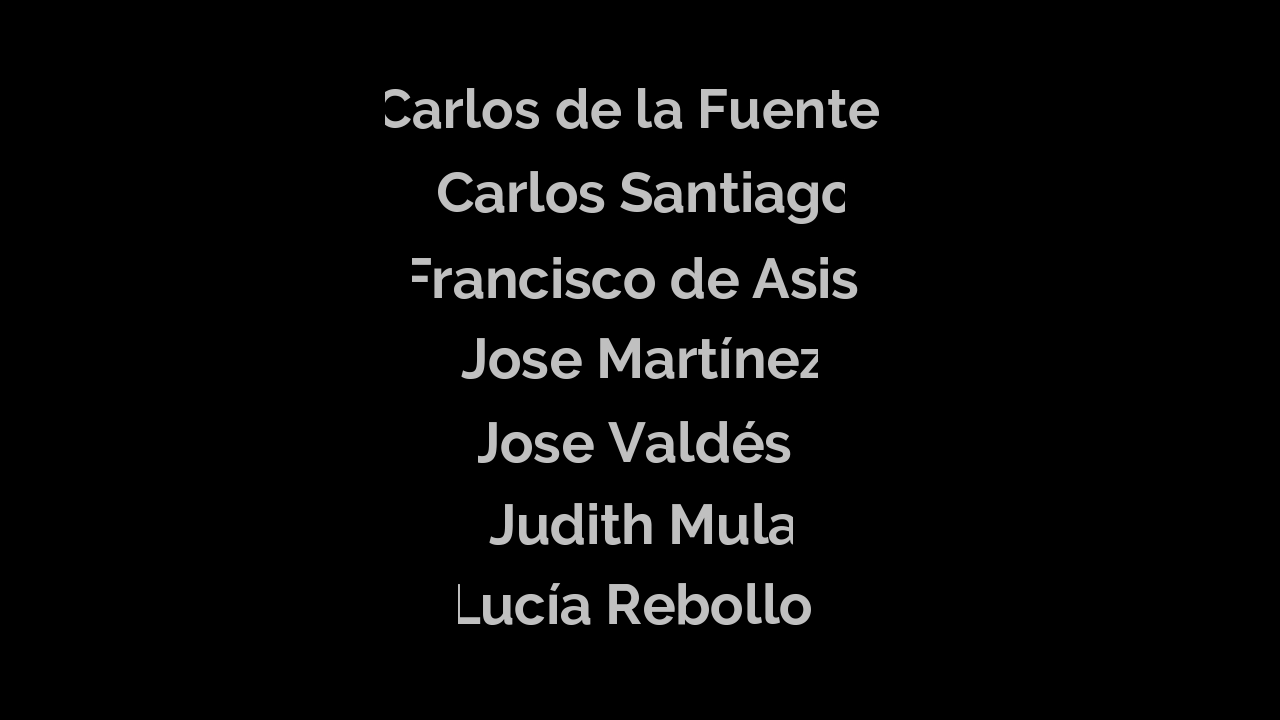 Carlos de la Fuente
Carlos Santiago
Francisco de Asis
Jose Martínez
Jose Valdés
Judith Mula
Lucía Rebollo